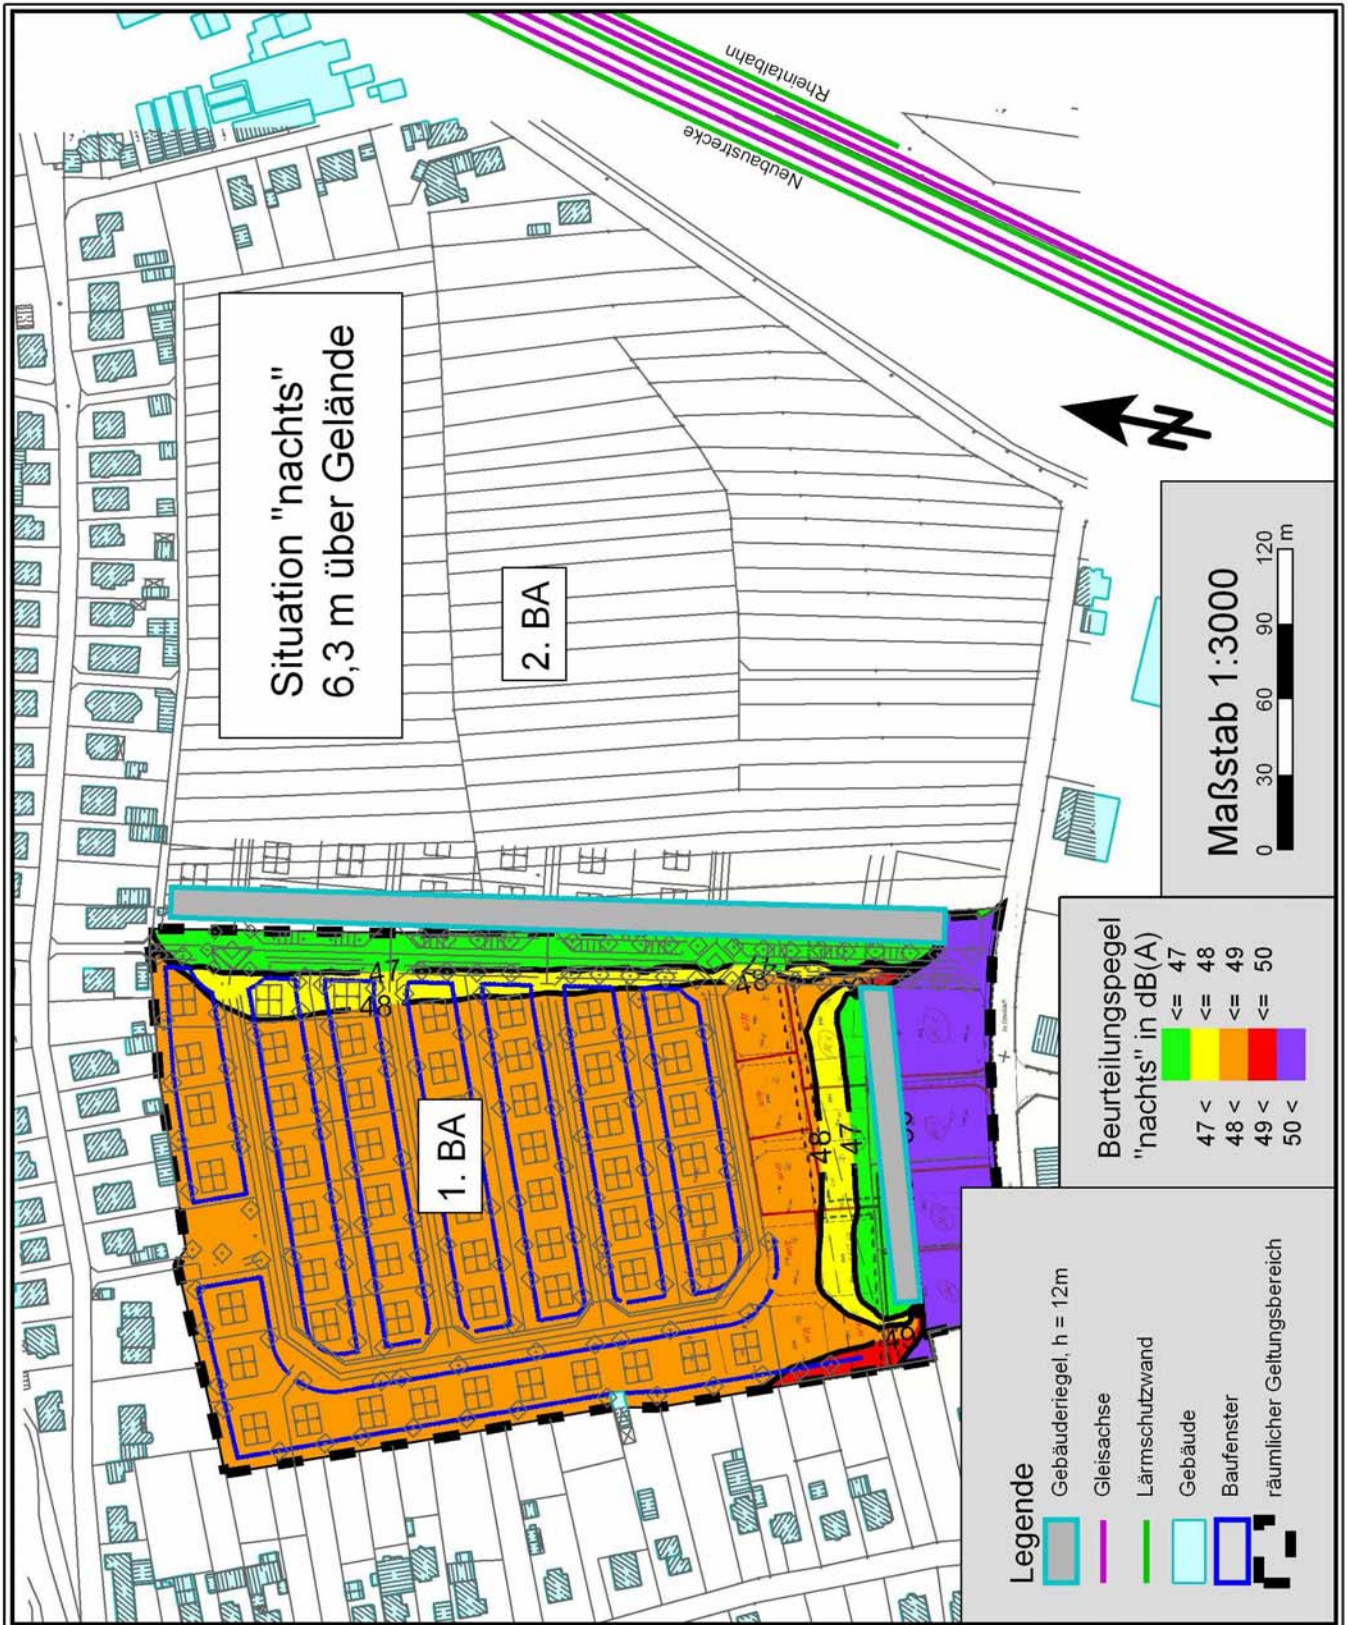 Situation "nachts"
6,3 m über Gelände
Rheintalbahn
Neubaustrecke
2. BA
1. BA
47
48
47
48
48
47
49
N
Maßstab 1:3000
0 30 60 90 120 m
Beurteilungspegel
"nachts" in dB(A)
<= 47
47 < <= 48
48 < <= 49
49 < <= 50
50 <
Legende
Gebäuderiegel, h = 12m
Gleisachse
Lärmschutzwand
Gebäude
Baufenster
räumlicher Geltungsbereich